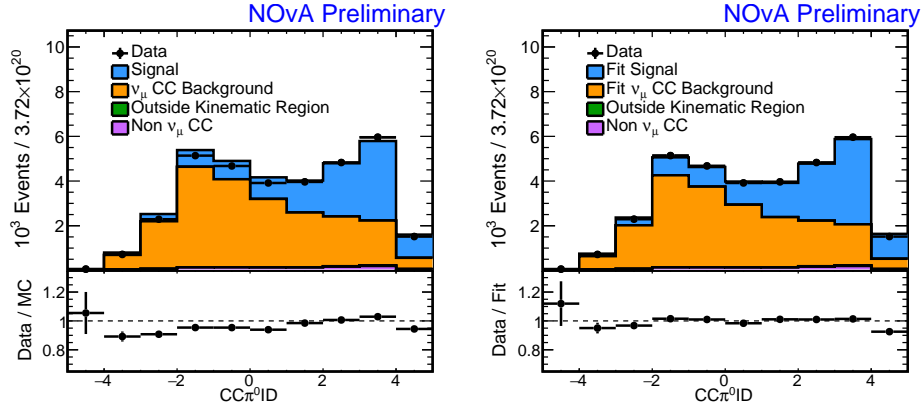 NOvA Preliminary
10³ Events / 3.72×10²⁰
10
8
6
4
2
Data
Signal
νμ CC Background
Outside Kinematic Region
Non νμ CC
Data / MC
1.2
1
0.8
−4 −2 0 2 4
CCπ⁰ID
NOvA Preliminary
10³ Events / 3.72×10²⁰
10
8
6
4
2
Data
Fit Signal
Fit νμ CC Background
Outside Kinematic Region
Non νμ CC
Data / Fit
1.2
1
0.8
−4 −2 0 2 4
CCπ⁰ID